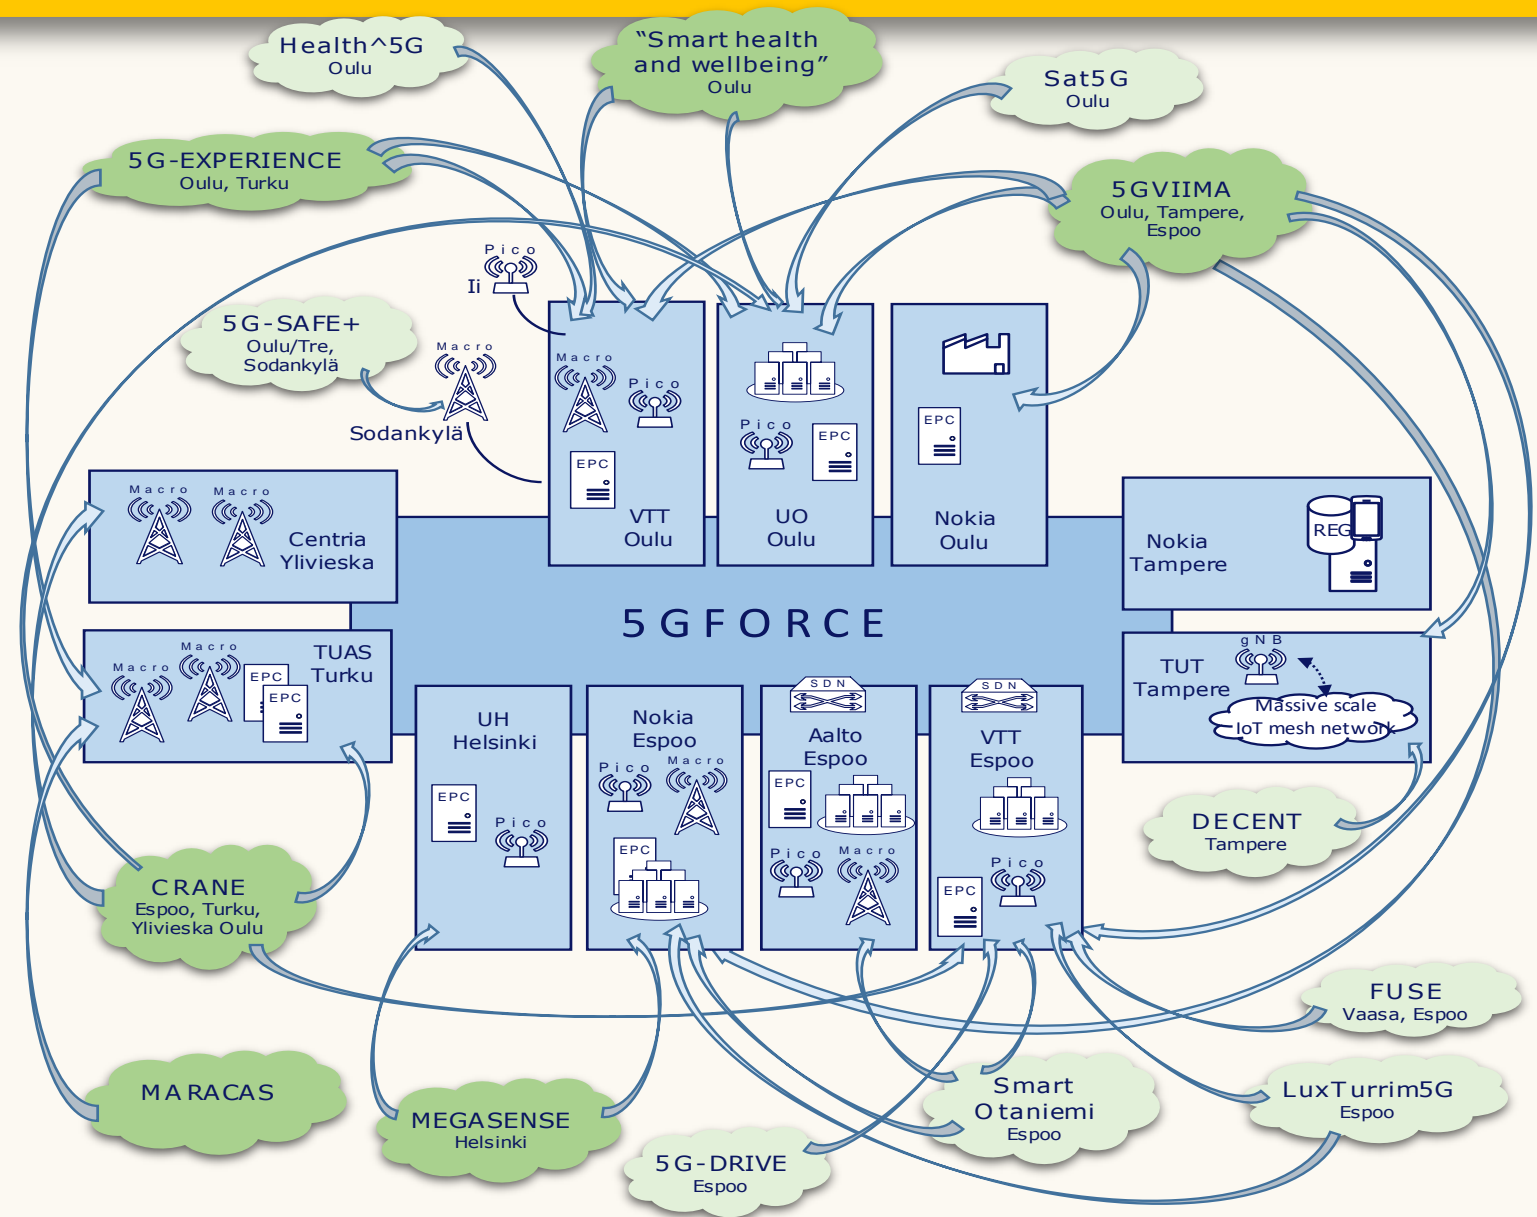 Health^5G
Oulu
“Smart health
and wellbeing”
Oulu
Sat5G
Oulu
5G-EXPERIENCE
Oulu, Turku
5GVIIMA
Oulu, Tampere,
Espoo
Pico
Ii
5G-SAFE+
Oulu/Tre,
Sodankylä
Macro
Sodankylä
Macro
Pico
EPC
VTT
Oulu
Pico
EPC
UO
Oulu
EPC
Nokia
Oulu
Macro
Macro
Centria
Ylivieska
Nokia
Tampere
REG
5GFORCE
Macro
Macro
EPC
EPC
TUAS
Turku
TUT
Tampere
gNB
Massive scale
IoT mesh network
UH
Helsinki
EPC
Pico
Nokia
Espoo
Pico
Macro
EPC
SDN
Aalto
Espoo
EPC
Pico
Macro
SDN
VTT
Espoo
EPC
Pico
DECENT
Tampere
CRANE
Espoo, Turku,
Ylivieska Oulu
FUSE
Vaasa, Espoo
MARACAS
MEGASENSE
Helsinki
5G-DRIVE
Espoo
Smart
Otaniemi
Espoo
LuxTurrim5G
Espoo